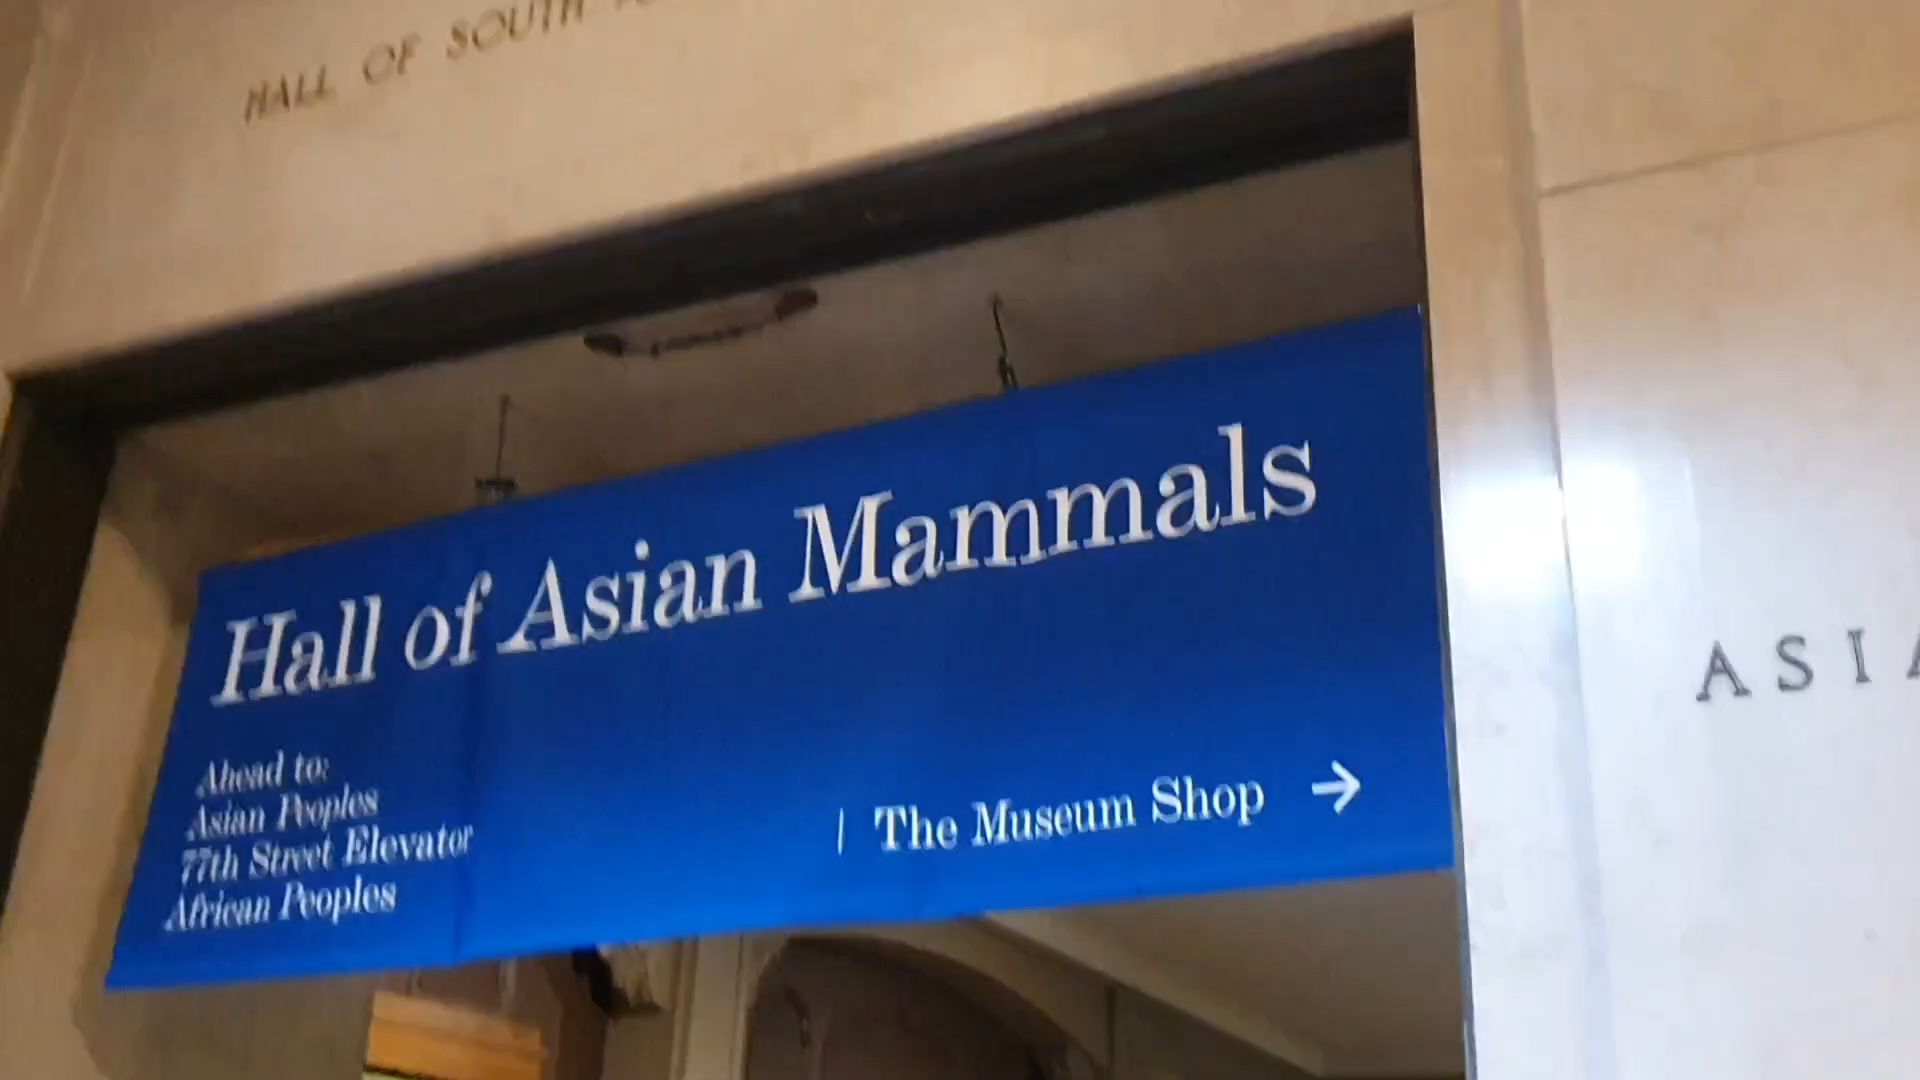 HALL OF SOUTH
Hall of Asian Mammals
Ahead to:
Asian Peoples
77th Street Elevator
African Peoples
| The Museum Shop →
ASIA